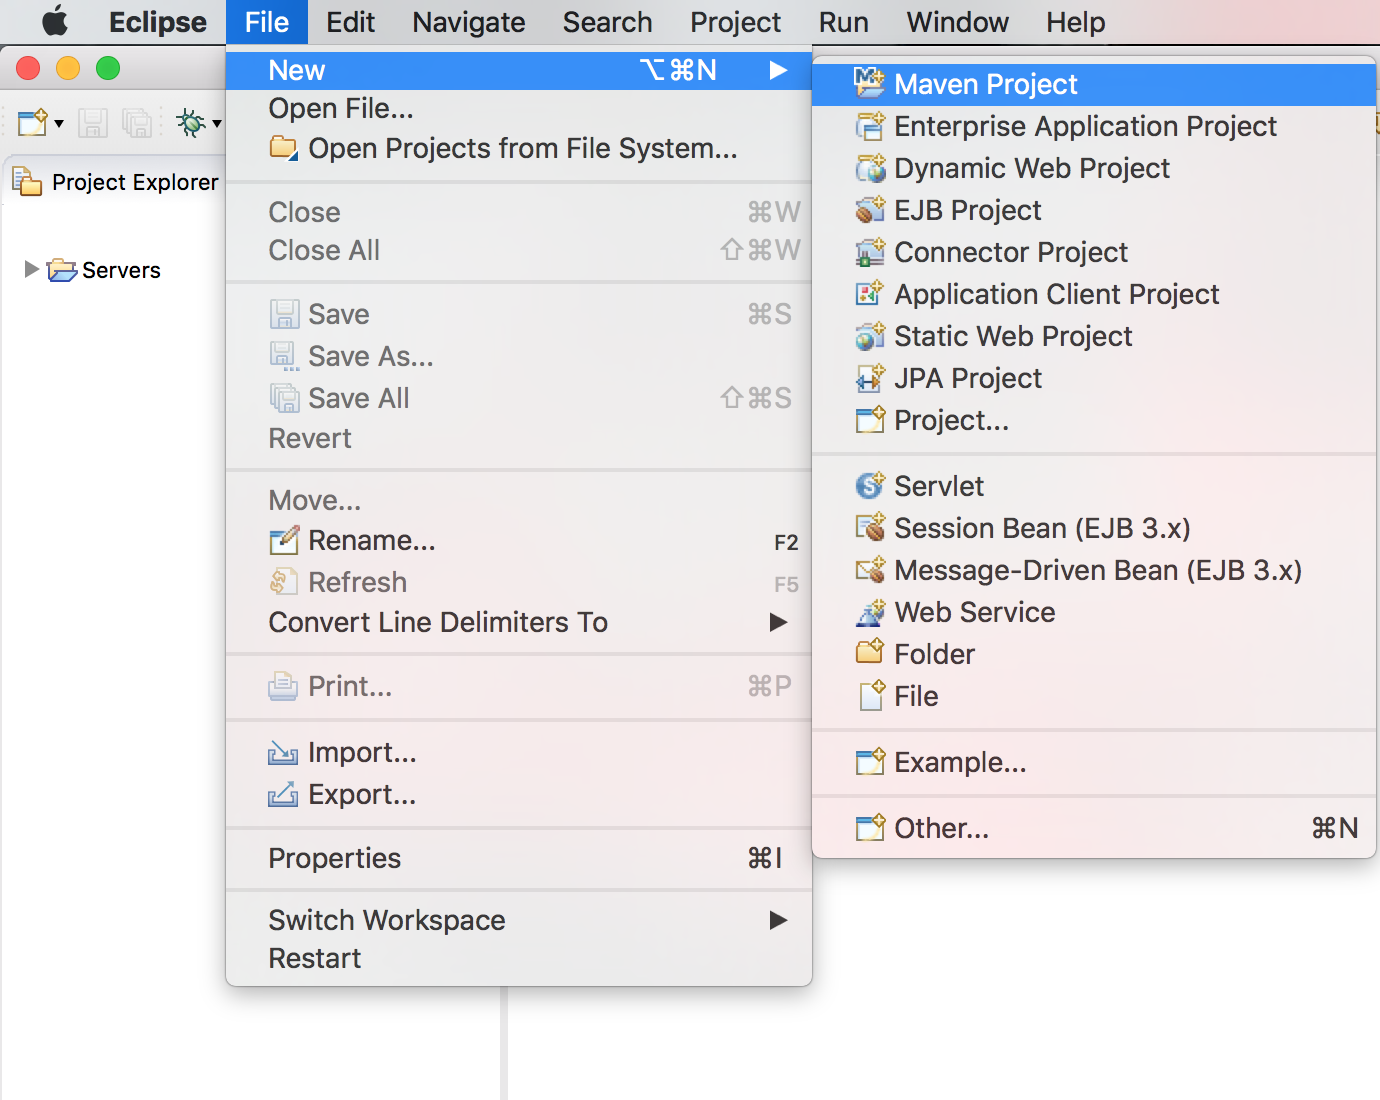 Eclipse File Edit Navigate Search Project Run Window Help
Project Explorer
Servers
New ⌥⌘N
Open File...
Open Projects from File System...
Close ⌘W
Close All ⇧⌘W
Save ⌘S
Save As...
Save All ⇧⌘S
Revert
Move...
Rename... F2
Refresh F5
Convert Line Delimiters To
Print... ⌘P
Import...
Export...
Properties ⌘I
Switch Workspace
Restart
Maven Project
Enterprise Application Project
Dynamic Web Project
EJB Project
Connector Project
Application Client Project
Static Web Project
JPA Project
Project...
Servlet
Session Bean (EJB 3.x)
Message-Driven Bean (EJB 3.x)
Web Service
Folder
File
Example...
Other... ⌘N